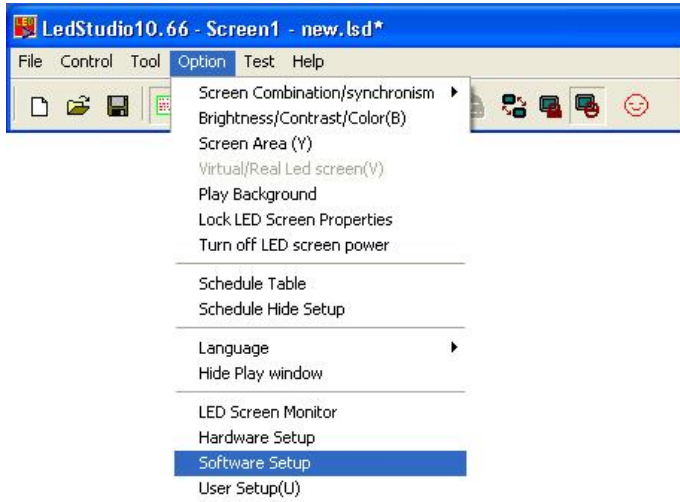 LedStudio10.66 - Screen1 - new.lsd*
File Control Tool Option Test Help
Screen Combination/synchronism
Brightness/Contrast/Color(B)
Screen Area (Y)
Virtual/Real Led screen(V)
Play Background
Lock LED Screen Properties
Turn off LED screen power
Schedule Table
Schedule Hide Setup
Language
Hide Play window
LED Screen Monitor
Hardware Setup
Software Setup
User Setup(U)